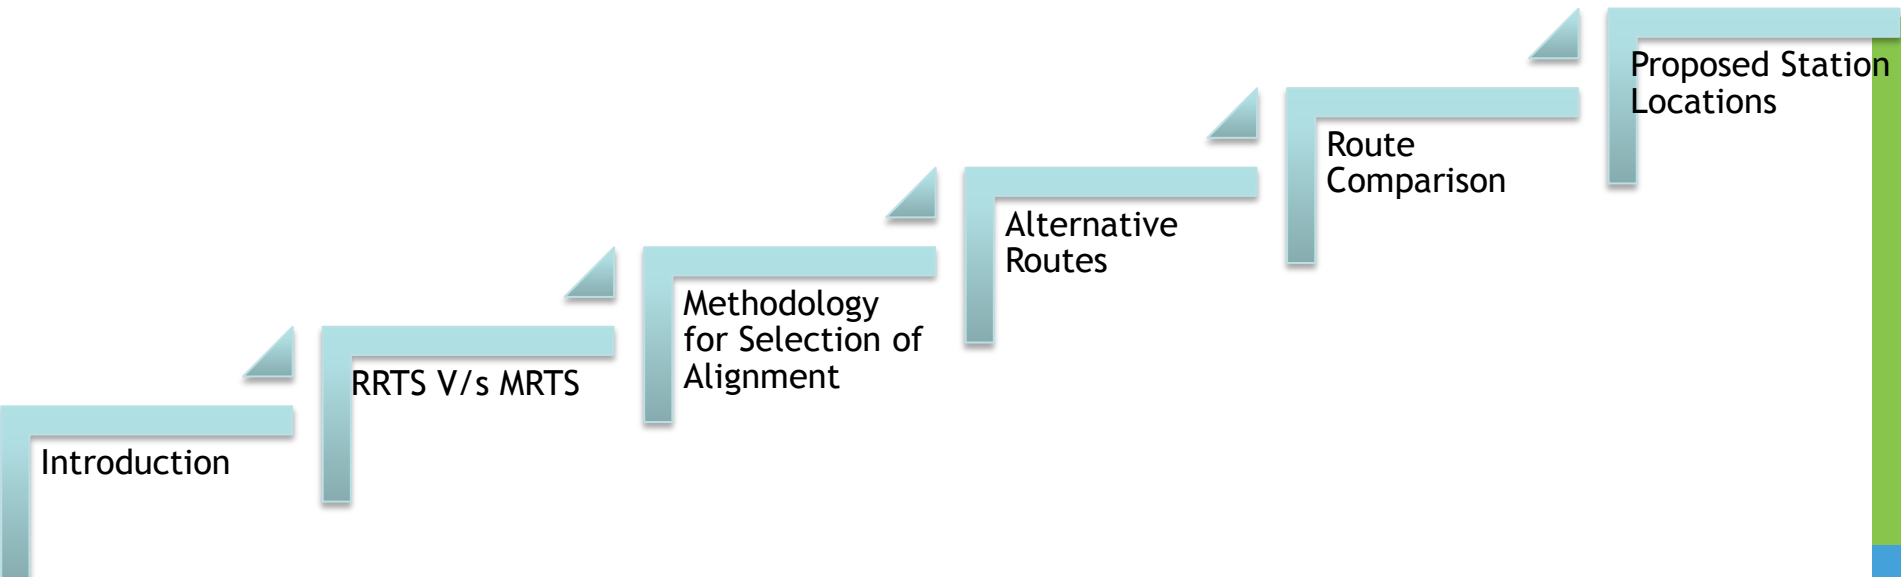 Introduction
RRTS V/s MRTS
Methodology
for Selection of
Alignment
Alternative
Routes
Route
Comparison
Proposed Station
Locations